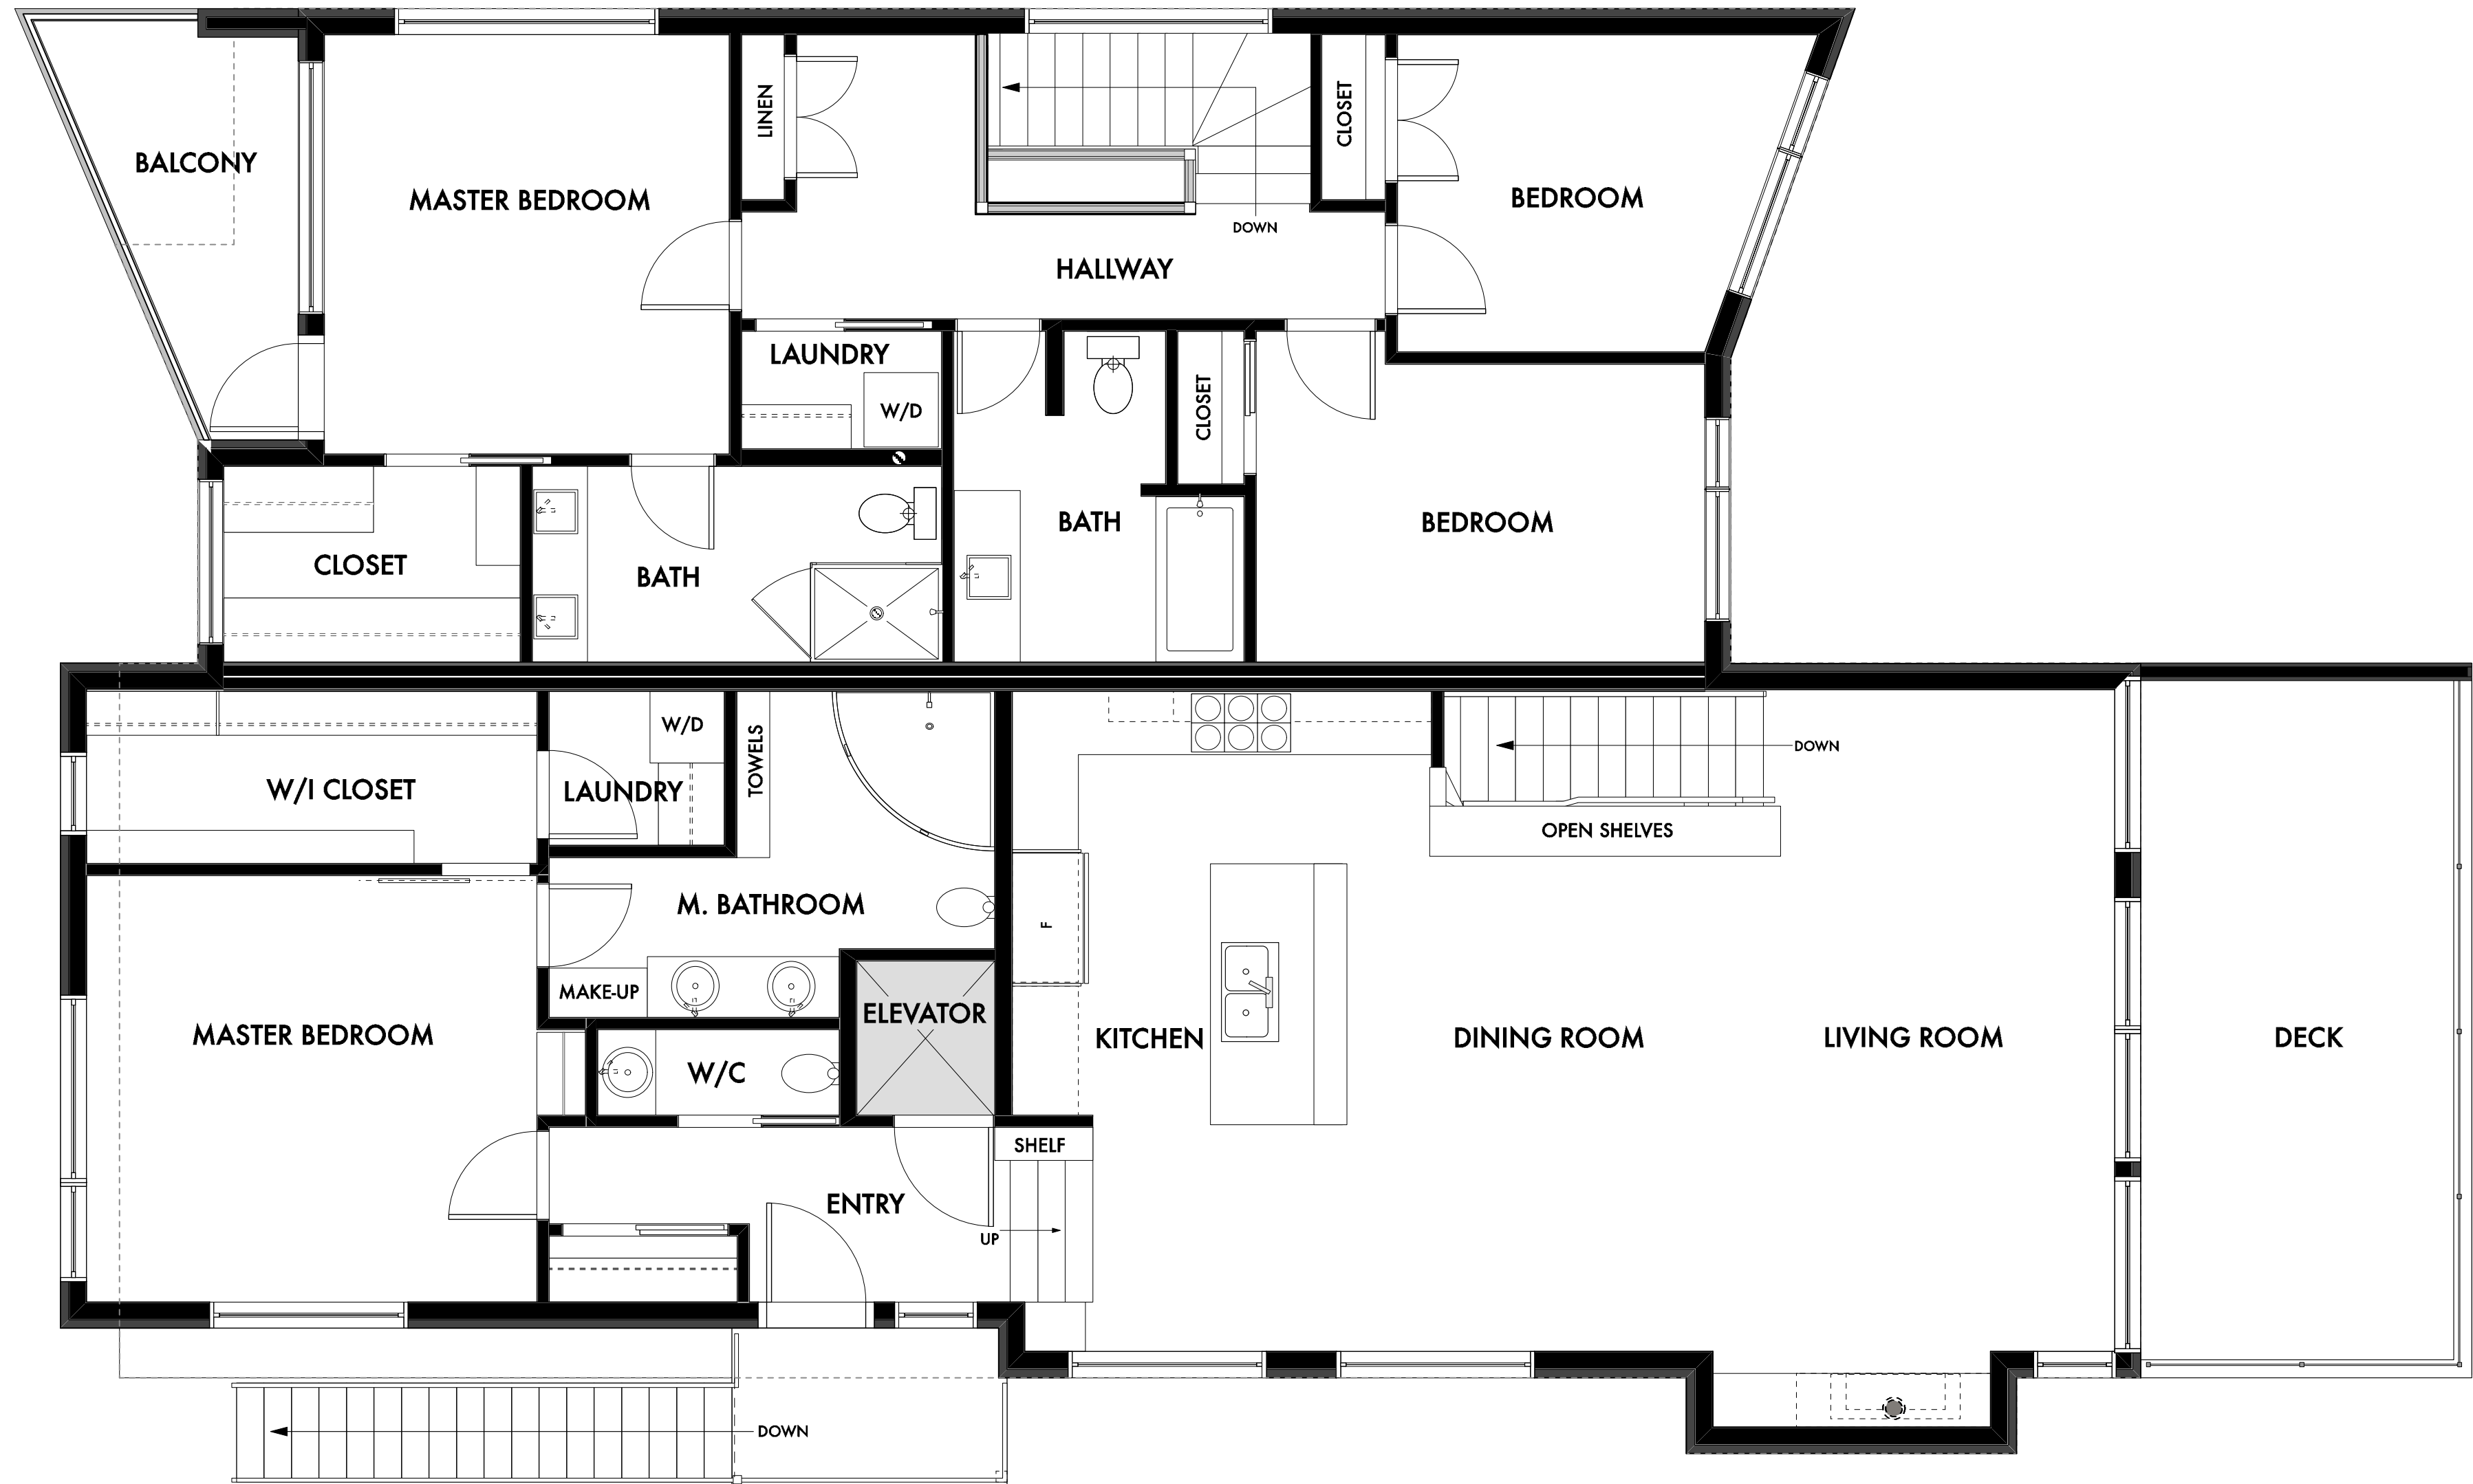 BALCONY
MASTER BEDROOM
LINEN
DOWN
CLOSET
BEDROOM
HALLWAY
LAUNDRY
W/D
CLOSET
CLOSET
BATH
BATH
BEDROOM
W/I CLOSET
LAUNDRY
W/D
TOWELS
DOWN
OPEN SHELVES
M. BATHROOM
F
MAKE-UP
ELEVATOR
MASTER BEDROOM
W/C
KITCHEN
DINING ROOM
LIVING ROOM
DECK
SHELF
ENTRY
UP
DOWN